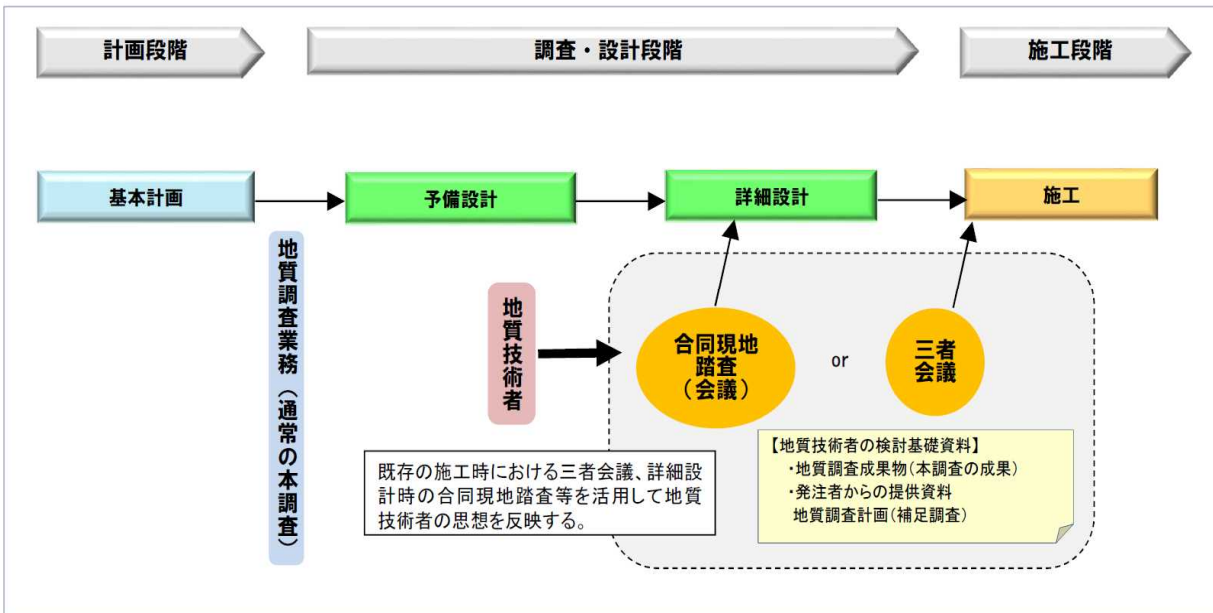 計画段階
調査・設計段階
施工段階
基本計画
予備設計
詳細設計
施工
地質調査業務（通常の本調査）
地質技術者
合同現地
踏査
（会議）
or
三者
会議
既存の施工時における三者会議、詳細設
計時の合同現地踏査等を活用して地質
技術者の思想を反映する。
【地質技術者の検討基礎資料】
・地質調査成果物（本調査の成果）
・発注者からの提供資料
地質調査計画（補足調査）